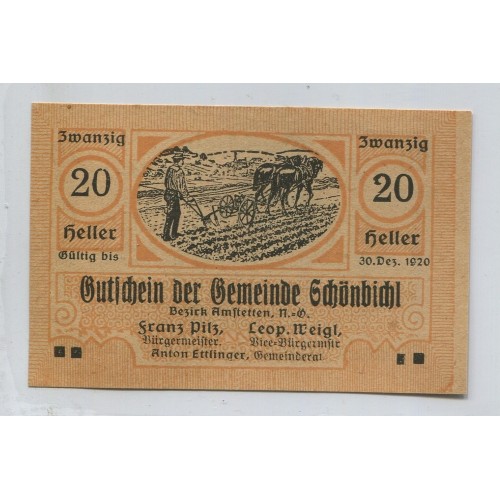 Zwanzig Zwanzig
20 20
Heller Heller
Gültig bis 30. Dez. 1920
Gutschein der Gemeinde Schönbichl
Bezirk Amstetten, N.-Ö.
Franz Pilz, Leop. Weigl,
Bürgermeister. Vice-Bürgermstr
Anton Ettlinger, Gemeinderat